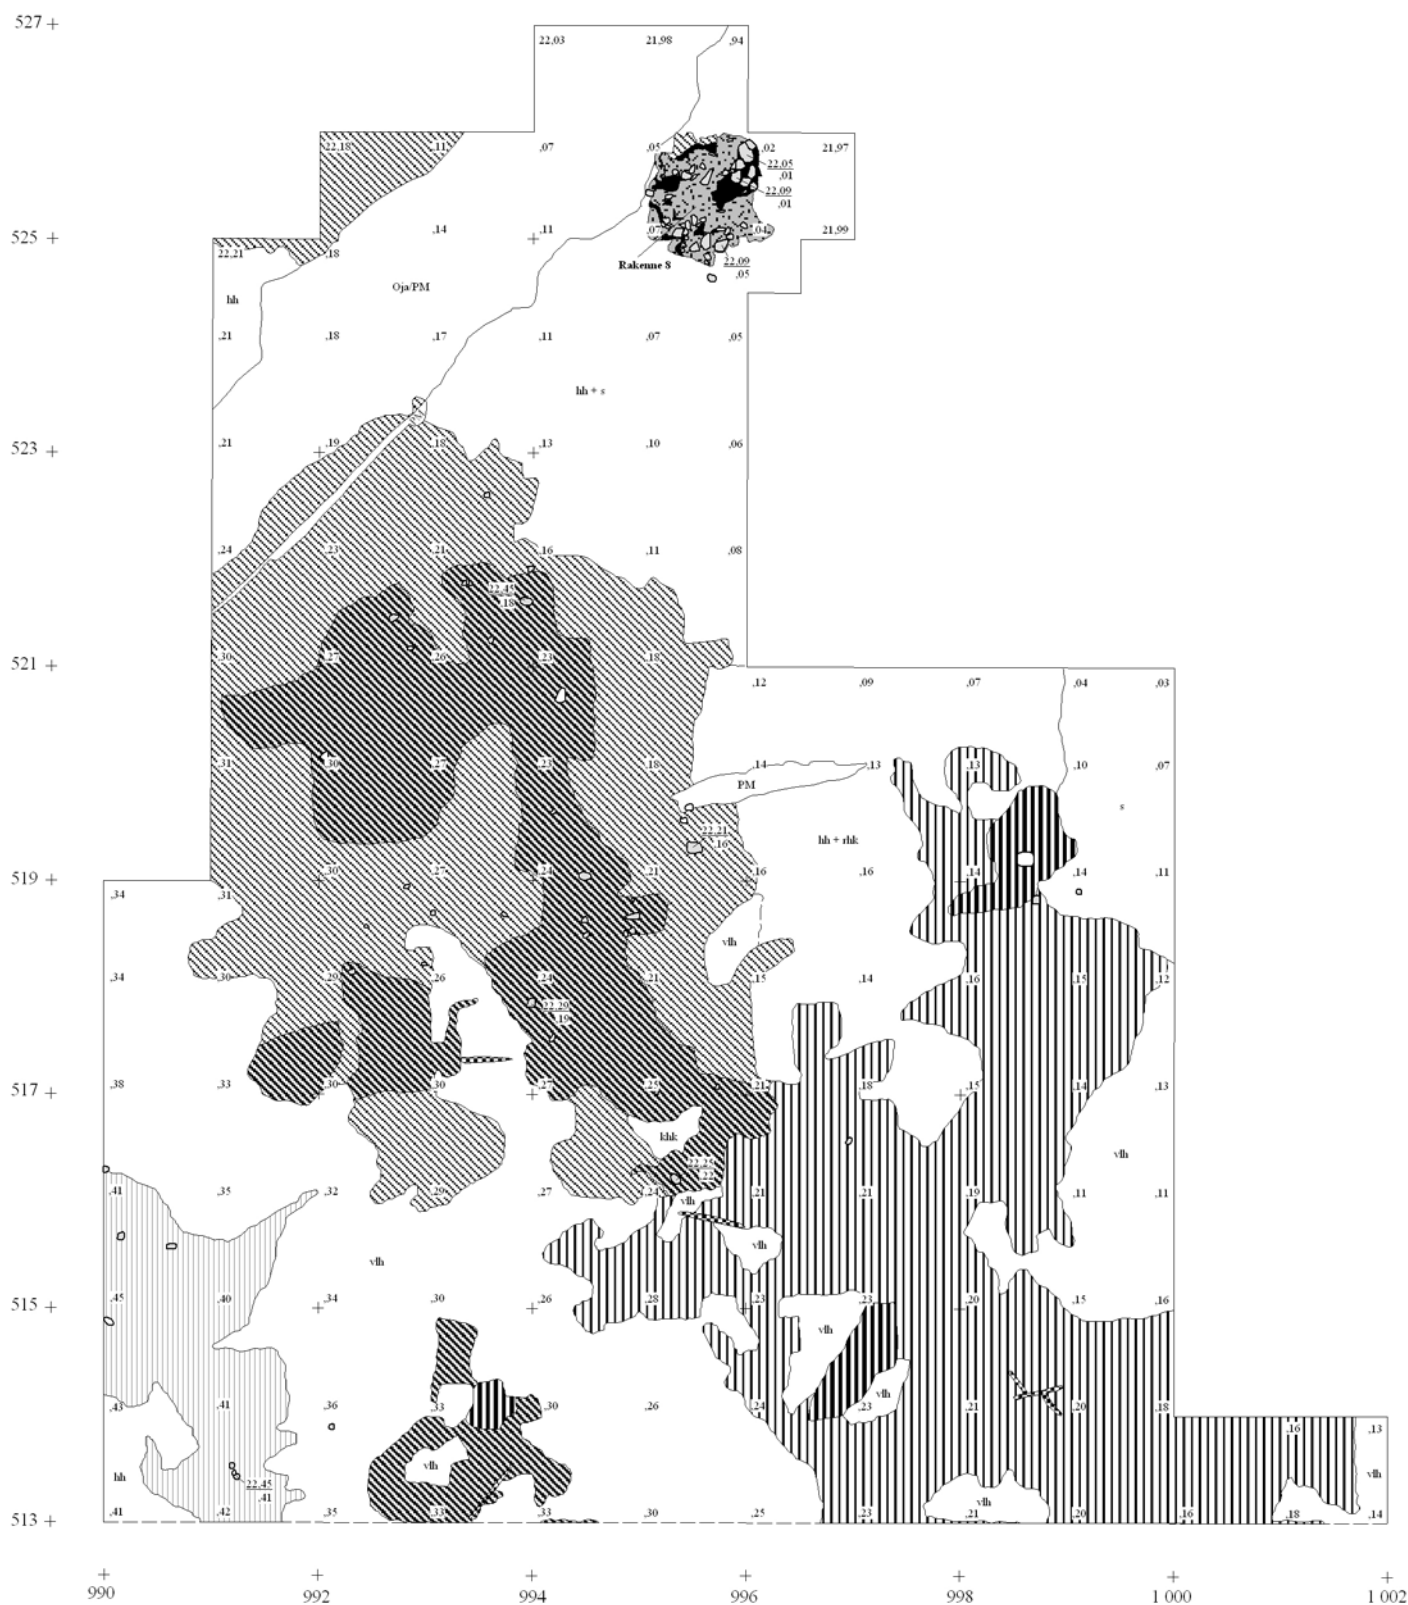 527
22,03 21,98 ,94
22,18 ,11 ,07 ,05 ,02 21,97
22,05
,01
22,09
,01
525
,14 ,11 ,07 ,04 21,99
22,21 ,18
Rakenne 8
22,09
,05
hh
Oja/PM
,21 ,18 ,17 ,11 ,07 ,05
hh + s
523
,21 ,19 ,18 ,13 ,10 ,06
,24 ,23 ,21 ,16 ,11 ,08
22,45
,18
521
,30 ,27 ,26 ,23 ,18
,12 ,09 ,07 ,04 ,03
,31 ,30 ,27 ,23 ,18 ,14 ,13 ,13 ,10 ,07
PM
s
22,21
,16
hh + rhk
519
,30 ,27 ,24 ,21 ,16 ,16 ,14 ,14 ,11
,34 ,31
vlh
,34 ,30 ,29 ,26 ,24 ,21 ,15 ,14 ,16 ,15 ,12
22,29
,19
517
,38 ,33 ,30 ,30 ,27 ,25 ,21 ,18 ,15 ,14 ,13
khk
vlh
22,25
,22
,41 ,35 ,32 ,29 ,27 ,24 ,21 ,21 ,19 ,11 ,11
vlh
vlh
vlh
515
,45 ,40 ,34 ,30 ,26 ,28 ,23 ,23 ,20 ,15 ,16
vlh
vlh
,43 ,41 ,36 ,33 ,30 ,26 ,24 ,23 ,21 ,20 ,18
,16 ,13
hh
vlh
vlh
22,45
,41
vlh
513
,41 ,42 ,35 ,33 ,33 ,30 ,25 ,23 ,21 ,20 ,16 ,18 ,14
990 992 994 996 998 1 000 1 002